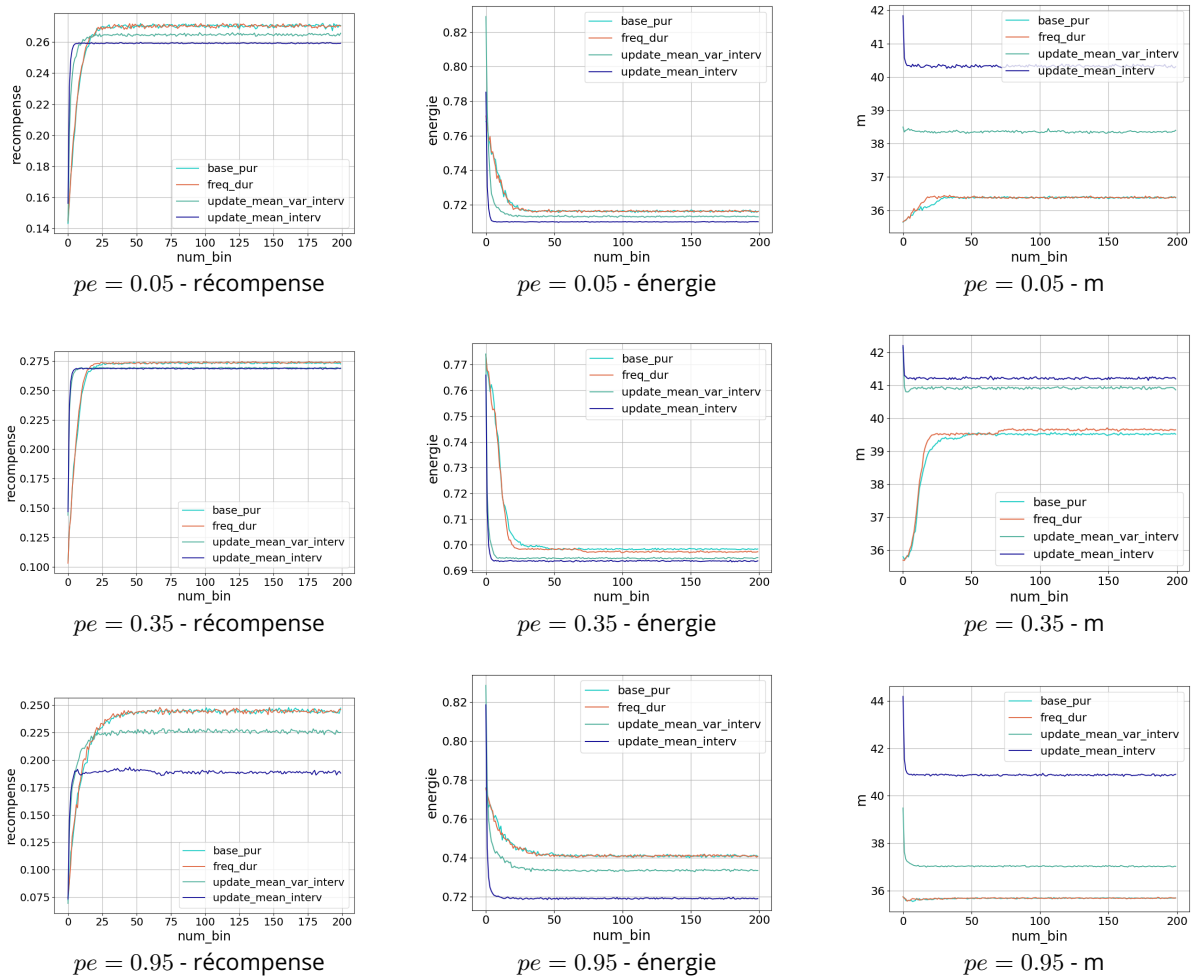 0.26
0.24
0.22
0.20
0.18
0.16
0.14
recompense
base_pur
freq_dur
update_mean_var_interv
update_mean_interv
0 25 50 75 100 125 150 175 200
num_bin
pe = 0.05 - récompense
0.82
0.80
0.78
0.76
0.74
0.72
energie
base_pur
freq_dur
update_mean_var_interv
update_mean_interv
0 50 100 150 200
num_bin
pe = 0.05 - énergie
42
41
40
39
38
37
36
m
base_pur
freq_dur
update_mean_var_interv
update_mean_interv
0 50 100 150 200
num_bin
pe = 0.05 - m
0.275
0.250
0.225
0.200
0.175
0.150
0.125
0.100
recompense
base_pur
freq_dur
update_mean_var_interv
update_mean_interv
0 25 50 75 100 125 150 175 200
num_bin
pe = 0.35 - récompense
0.77
0.76
0.75
0.74
0.73
0.72
0.71
0.70
0.69
energie
base_pur
freq_dur
update_mean_var_interv
update_mean_interv
0 50 100 150 200
num_bin
pe = 0.35 - énergie
42
41
40
39
38
37
36
m
base_pur
freq_dur
update_mean_var_interv
update_mean_interv
0 50 100 150 200
num_bin
pe = 0.35 - m
0.250
0.225
0.200
0.175
0.150
0.125
0.100
0.075
recompense
base_pur
freq_dur
update_mean_var_interv
update_mean_interv
0 25 50 75 100 125 150 175 200
num_bin
pe = 0.95 - récompense
0.82
0.80
0.78
0.76
0.74
0.72
energie
base_pur
freq_dur
update_mean_var_interv
update_mean_interv
0 50 100 150 200
num_bin
pe = 0.95 - énergie
44
42
40
38
36
m
base_pur
freq_dur
update_mean_var_interv
update_mean_interv
0 50 100 150 200
num_bin
pe = 0.95 - m